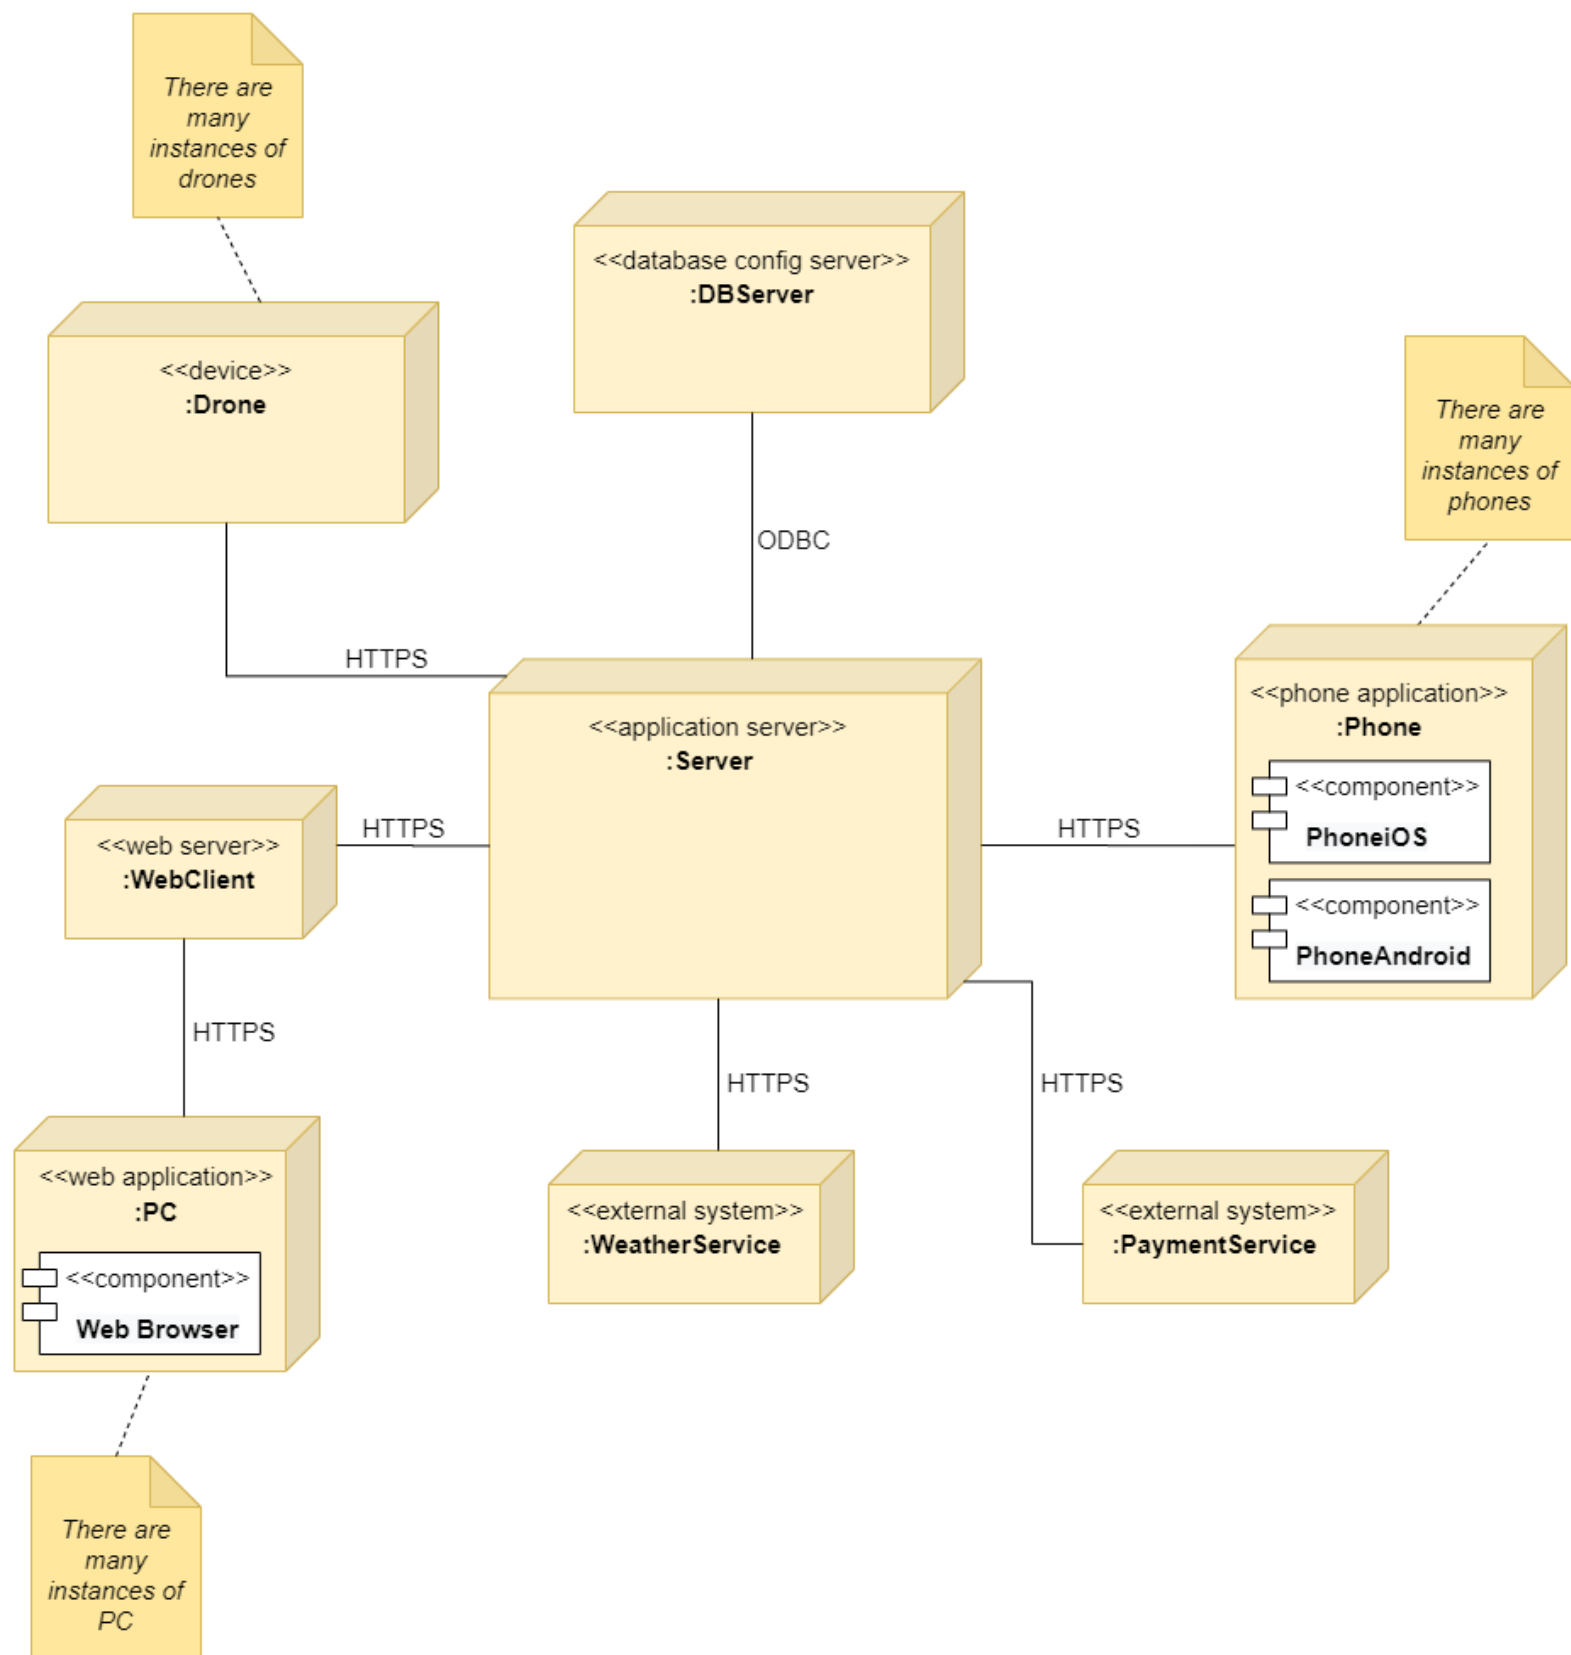 There are
many
instances of
drones
<<database config server>>
:DBServer
<<device>>
:Drone
There are
many
instances of
phones
ODBC
HTTPS
<<application server>>
:Server
<<phone application>>
:Phone
<<component>>
PhoneiOS
<<component>>
PhoneAndroid
HTTPS
HTTPS
<<web server>>
:WebClient
HTTPS
HTTPS
HTTPS
<<web application>>
:PC
<<component>>
Web Browser
<<external system>>
:WeatherService
<<external system>>
:PaymentService
There are
many
instances of
PC